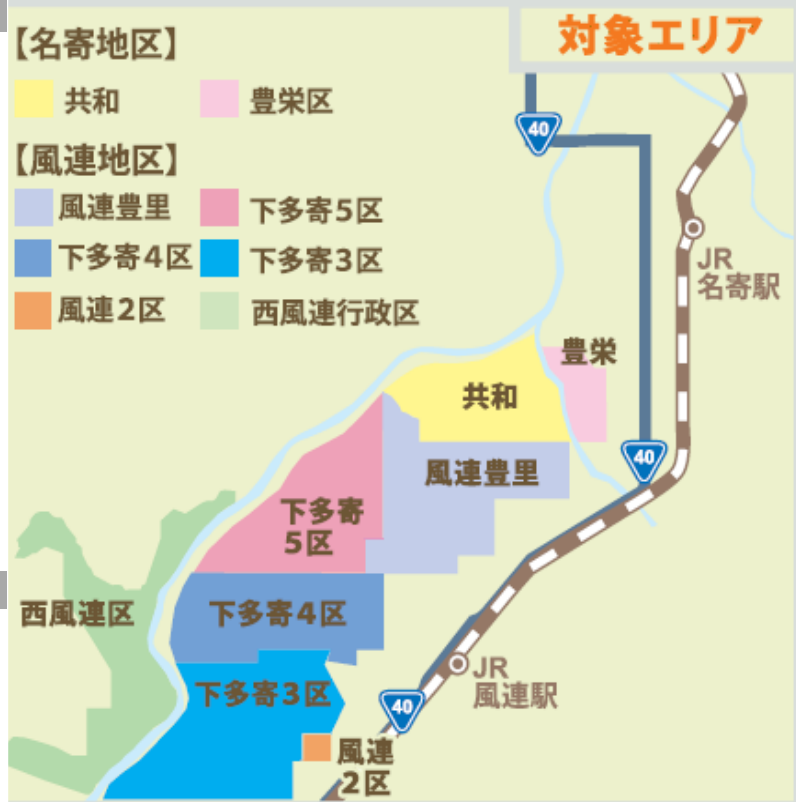 対象エリア
【名寄地区】
共和
豊栄区
【風連地区】
風連豊里
下多寄5区
下多寄4区
下多寄3区
風連2区
西風連行政区
40
JR
名寄駅
豊栄
共和
40
風連豊里
下多寄
5区
西風連区
下多寄4区
JR
風連駅
下多寄3区
40
風連
2区